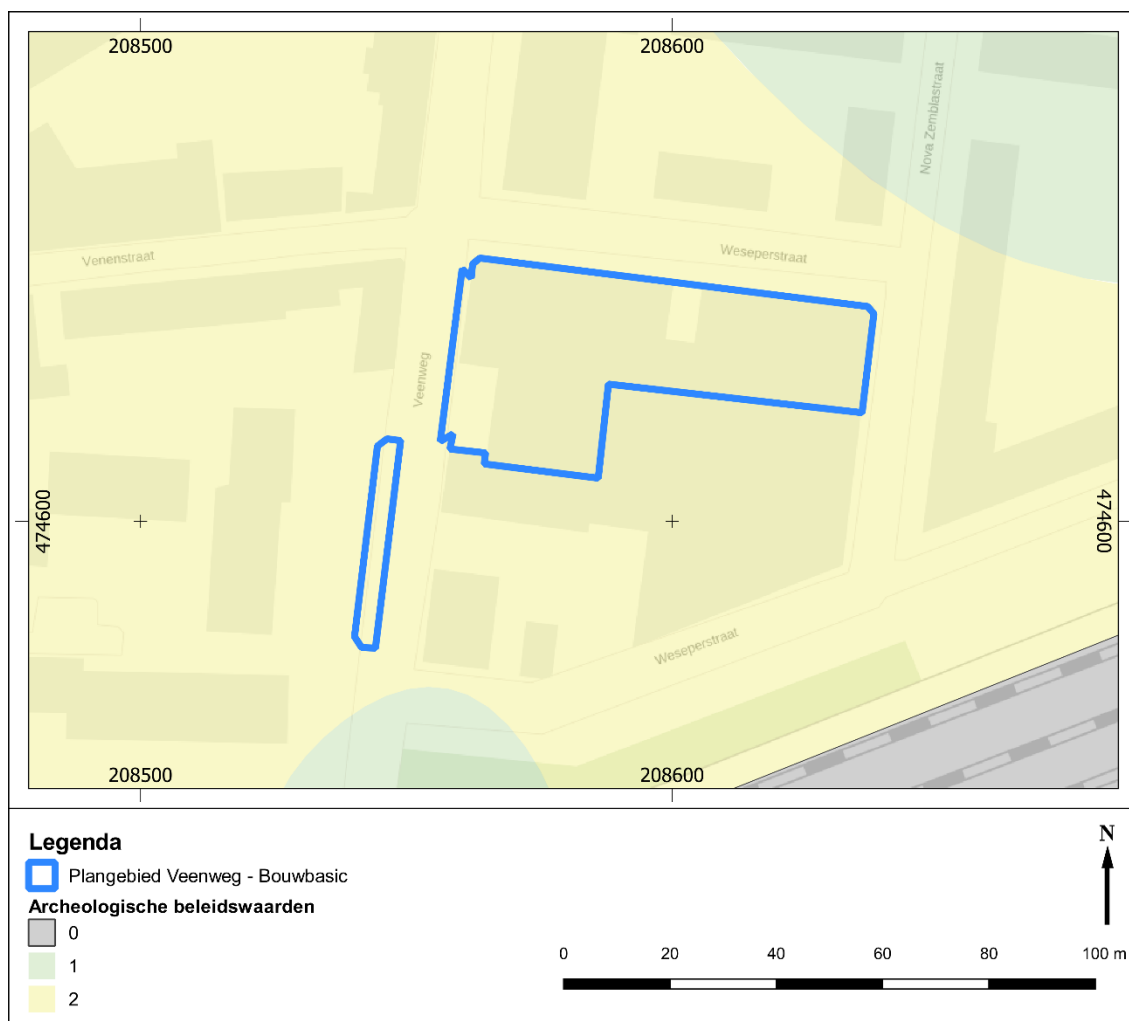 208500
208600
Nova Zemblastraat
Weseperstraat
Venenstraat
Veenweg
474600
474600
Weseperstraat
208500
208600
Legenda
Plangebied Veenweg - Bouwbasic
Archeologische beleidswaarden
0
1
2
N
0 20 40 60 80 100 m